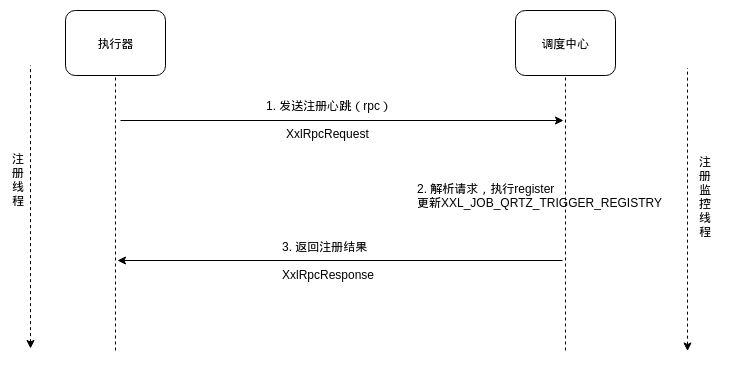 执行器
调度中心
1. 发送注册心跳（rpc）
XxlRpcRequest
注册线程
注册监控线程
2. 解析请求，执行register
更新XXL_JOB_QRTZ_TRIGGER_REGISTRY
3. 返回注册结果
XxlRpcResponse